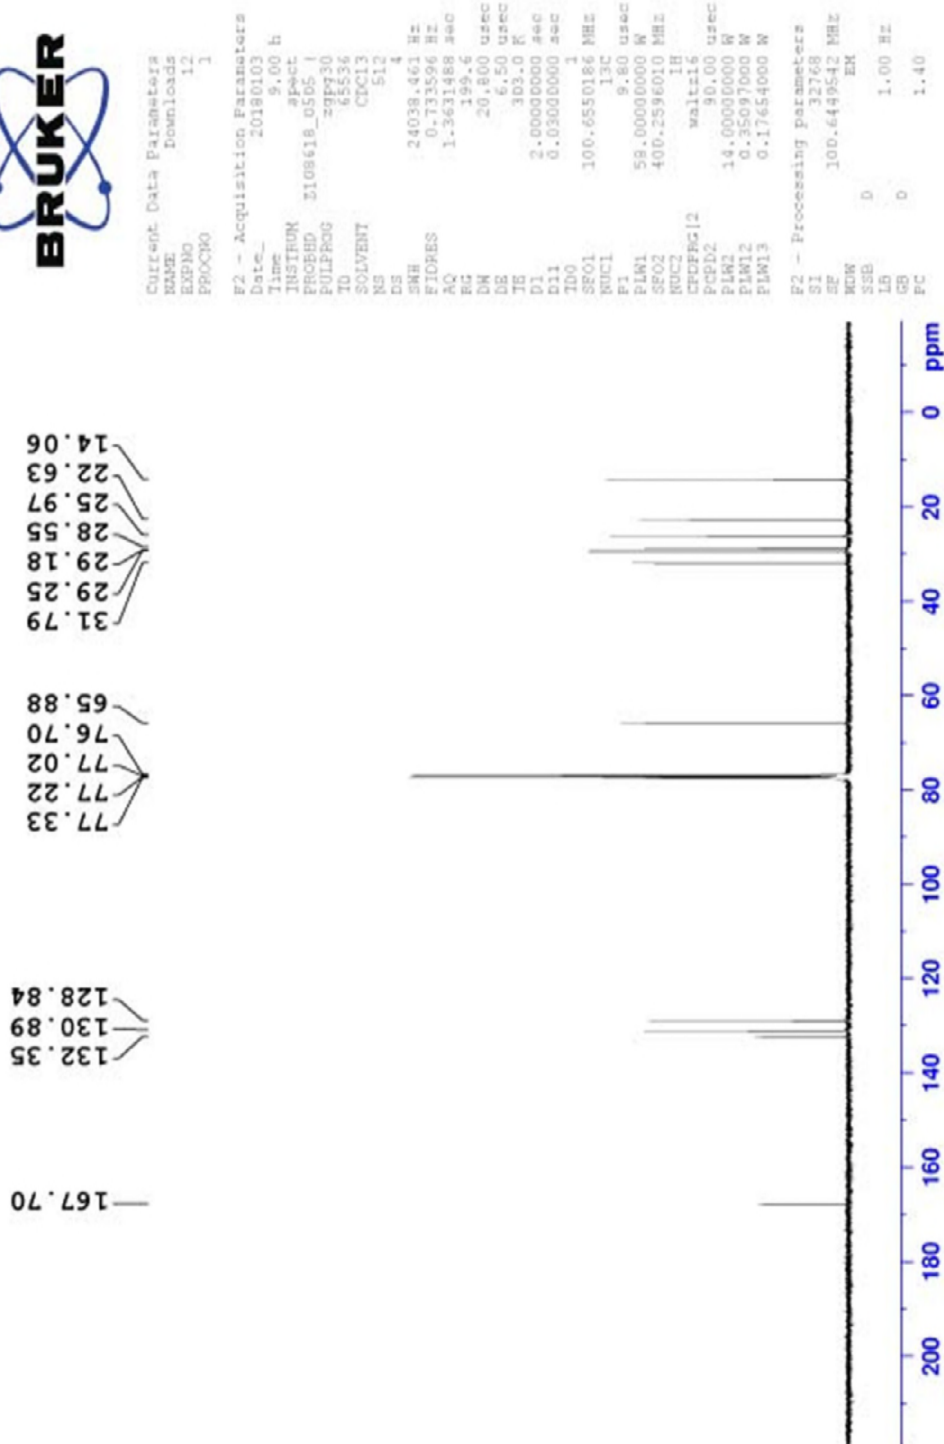 BRUKER
Current Data Parameters
NAME Downloads
EXPNO 12
PROCNO 1
F2 - Acquisition Parameters
Date_ 20180103
Time 9.00 h
INSTRUM spect
PROBHD Z108618_0505 (
PULPROG zgpg30
TD 65536
SOLVENT CDCl3
NS 512
DS 4
SWH 24038.461 Hz
FIDRES 0.733596 Hz
AQ 1.3631488 sec
RG 199.6
DW 20.800 usec
DE 6.50 usec
TE 303.0 K
D1 2.00000000 sec
D11 0.03000000 sec
TD0 1
SFO1 100.6550186 MHz
NUC1 13C
P1 9.80 usec
PLW1 58.00000000 W
SFO2 400.2596010 MHz
NUC2 1H
CPDPRG[2 waltz16
PCPD2 90.00 usec
PLW2 14.00000000 W
PLW12 0.35097000 W
PLW13 0.17654000 W
F2 - Processing parameters
SI 32768
SF 100.6449542 MHz
WDW EM
SSB 0
LB 1.00 Hz
GB 0
PC 1.40
167.70
132.35
130.89
128.84
77.33
77.22
77.02
76.70
65.88
31.79
29.25
29.18
28.55
25.97
22.63
14.06
200 180 160 140 120 100 80 60 40 20 0 ppm